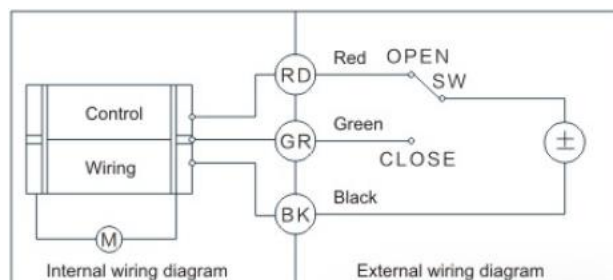 Red
OPEN
RD
SW
Control
Green
GR
±
CLOSE
Wiring
Black
BK
M
Internal wiring diagram
External wiring diagram